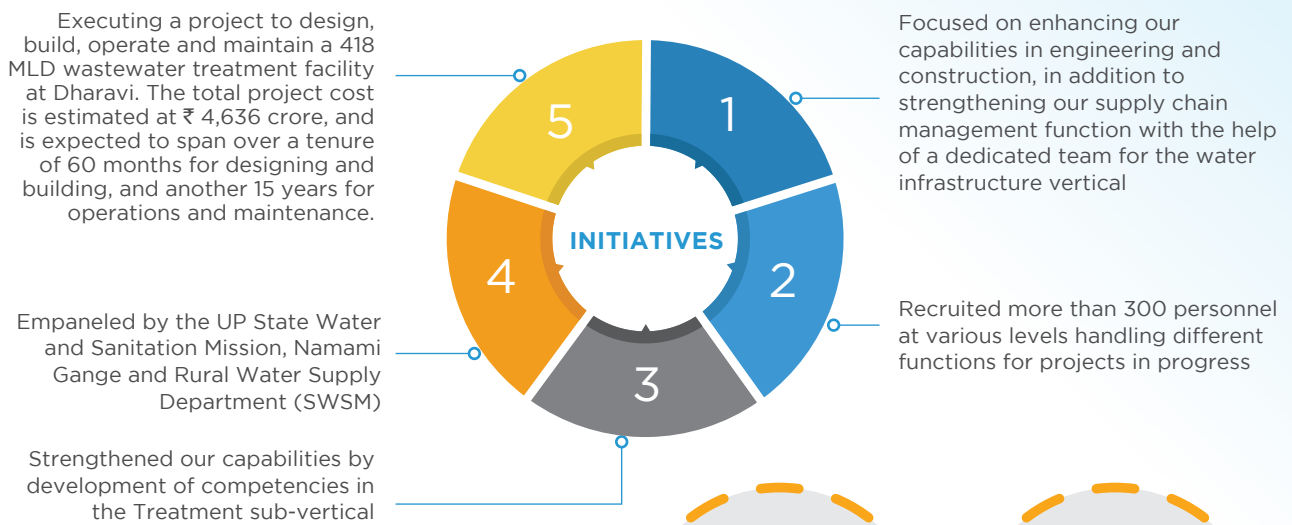 Executing a project to design,
build, operate and maintain a 418
MLD wastewater treatment facility
at Dharavi. The total project cost
is estimated at ₹ 4,636 crore, and
is expected to span over a tenure
of 60 months for designing and
building, and another 15 years for
operations and maintenance.
Empaneled by the UP State Water
and Sanitation Mission, Namami
Gange and Rural Water Supply
Department (SWSM)
Strengthened our capabilities by
development of competencies in
the Treatment sub-vertical
5
1
INITIATIVES
4
2
3
Focused on enhancing our
capabilities in engineering and
construction, in addition to
strengthening our supply chain
management function with the help
of a dedicated team for the water
infrastructure vertical
Recruited more than 300 personnel
at various levels handling different
functions for projects in progress